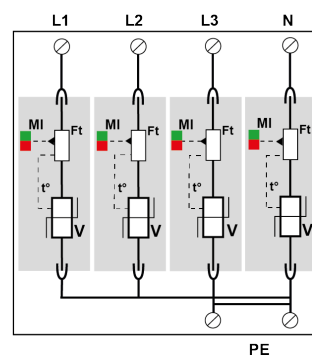 L1 L2 L3 N
MI Ft MI Ft MI Ft MI Ft
t° t° t° t°
V V V V
PE